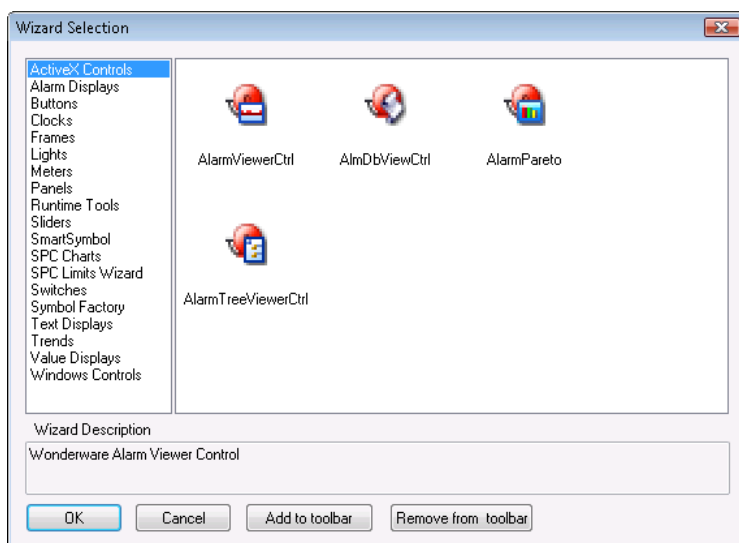 Wizard Selection
ActiveX Controls
Alarm Displays
Buttons
Clocks
Frames
Lights
Meters
Panels
Runtime Tools
Sliders
SmartSymbol
SPC Charts
SPC Limits Wizard
Switches
Symbol Factory
Text Displays
Trends
Value Displays
Windows Controls
AlarmViewerCtrl
AlmDbViewCtrl
AlarmPareto
AlarmTreeViewerCtrl
Wizard Description
Wonderware Alarm Viewer Control
OK
Cancel
Add to toolbar
Remove from toolbar